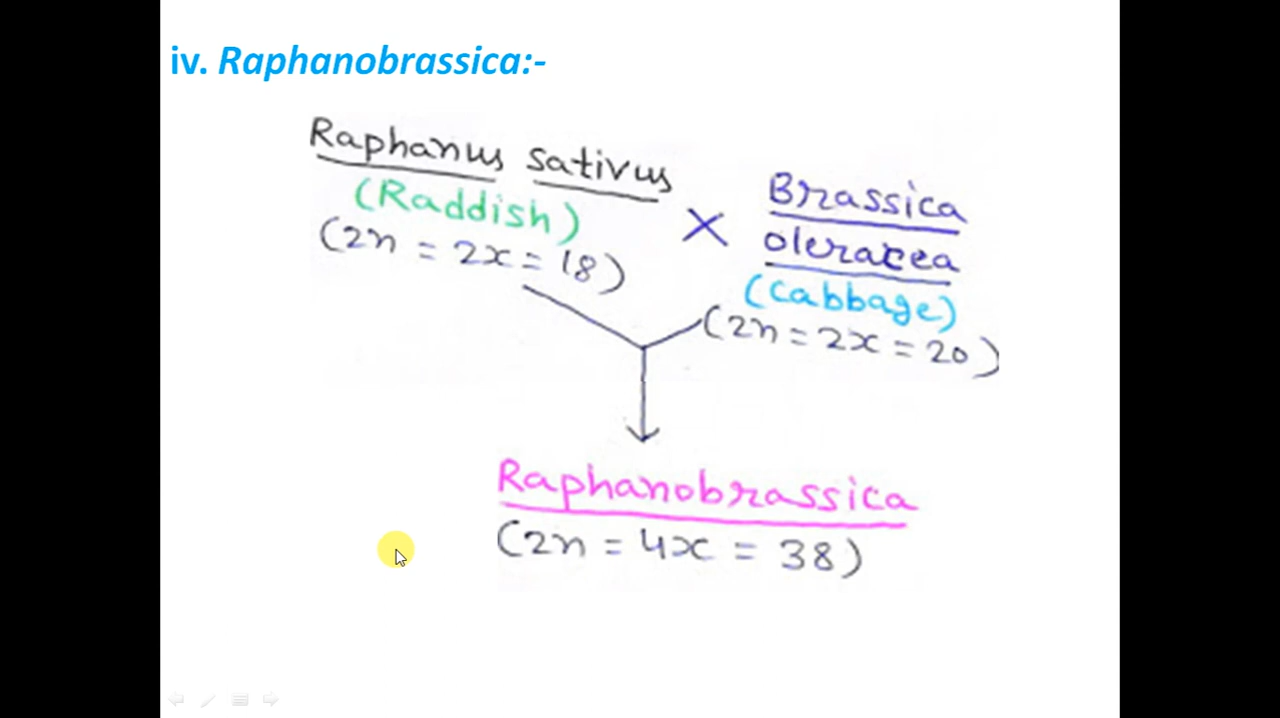 iv. Raphanobrassica:-
Raphanus sativus
(Raddish)
(2n = 2x = 18)
X
Brassica
oleracea
(Cabbage)
(2n = 2x = 20)
Raphanobrassica
(2n = 4x = 38)